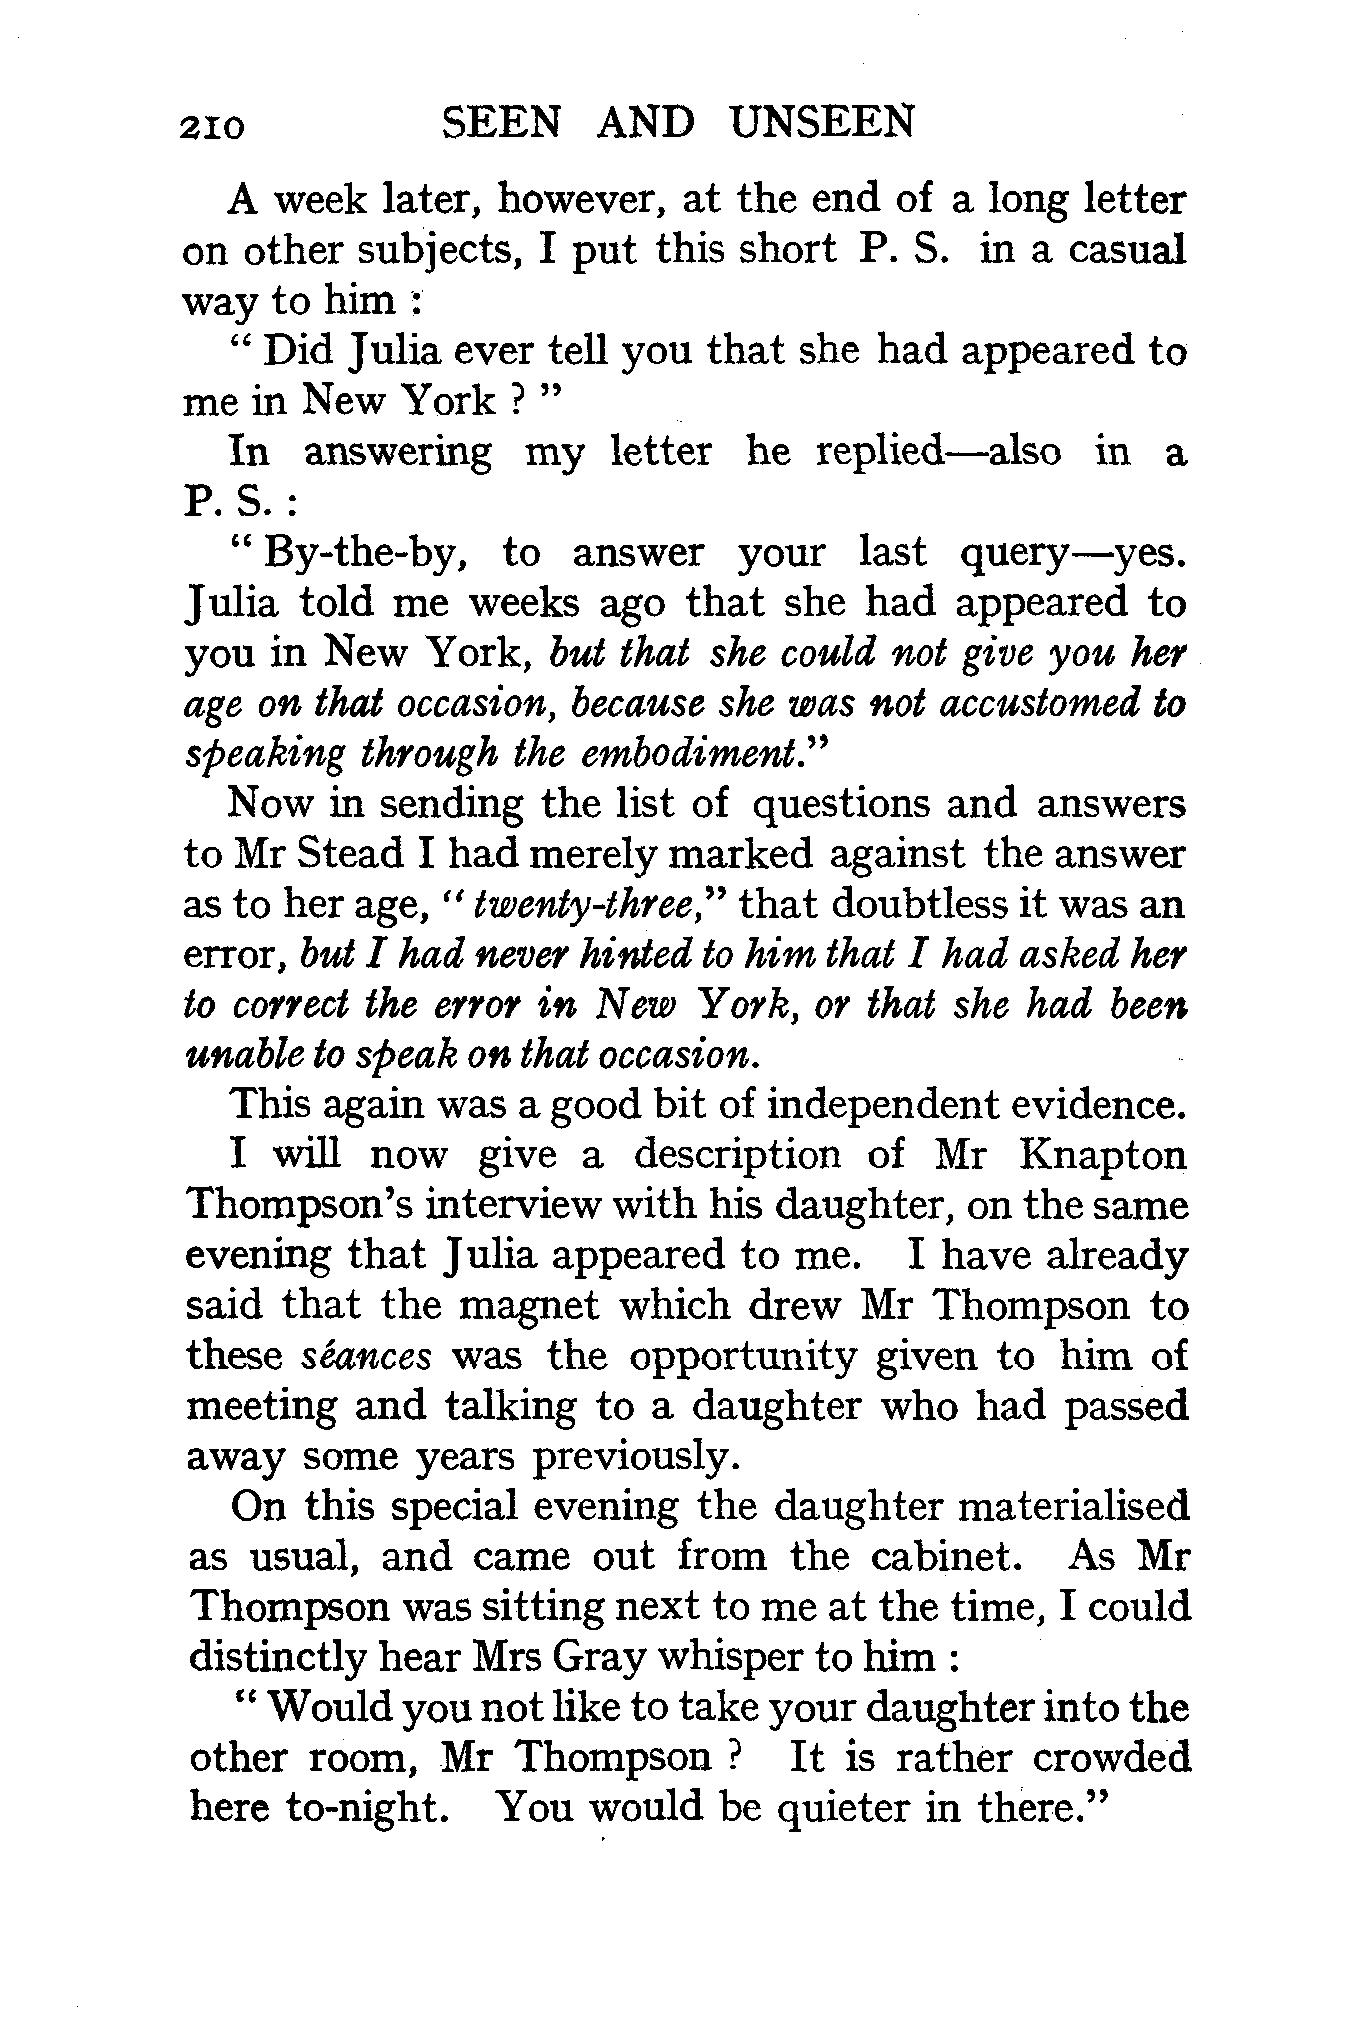 210 SEEN AND UNSEEN
A week later, however, at the end of a long letter
on other subjects, I put this short P. S. in a casual
way to him :
“ Did Julia ever tell you that she had appeared to
me in New York ? ”
In answering my letter he replied—also in a
P. S. :
“ By-the-by, to answer your last query—yes.
Julia told me weeks ago that she had appeared to
you in New York, but that she could not give you her
age on that occasion, because she was not accustomed to
speaking through the embodiment.”
Now in sending the list of questions and answers
to Mr Stead I had merely marked against the answer
as to her age, “ twenty-three,” that doubtless it was an
error, but I had never hinted to him that I had asked her
to correct the error in New York, or that she had been
unable to speak on that occasion.
This again was a good bit of independent evidence.
I will now give a description of Mr Knapton
Thompson’s interview with his daughter, on the same
evening that Julia appeared to me. I have already
said that the magnet which drew Mr Thompson to
these séances was the opportunity given to him of
meeting and talking to a daughter who had passed
away some years previously.
On this special evening the daughter materialised
as usual, and came out from the cabinet. As Mr
Thompson was sitting next to me at the time, I could
distinctly hear Mrs Gray whisper to him :
“ Would you not like to take your daughter into the
other room, Mr Thompson ? It is rather crowded
here to-night. You would be quieter in there.”